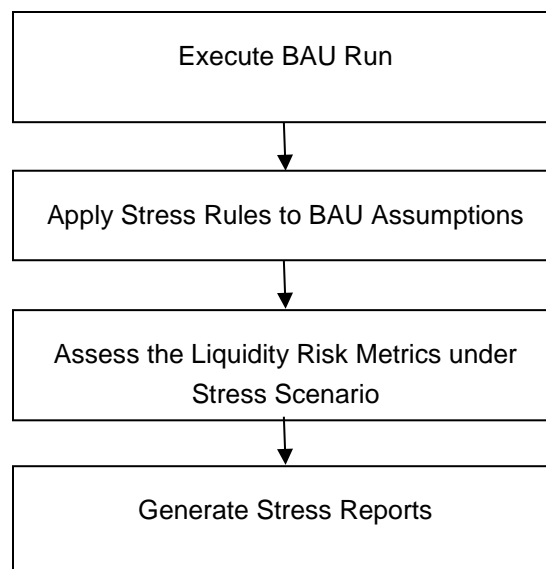 Execute BAU Run
Apply Stress Rules to BAU Assumptions
Assess the Liquidity Risk Metrics under
Stress Scenario
Generate Stress Reports